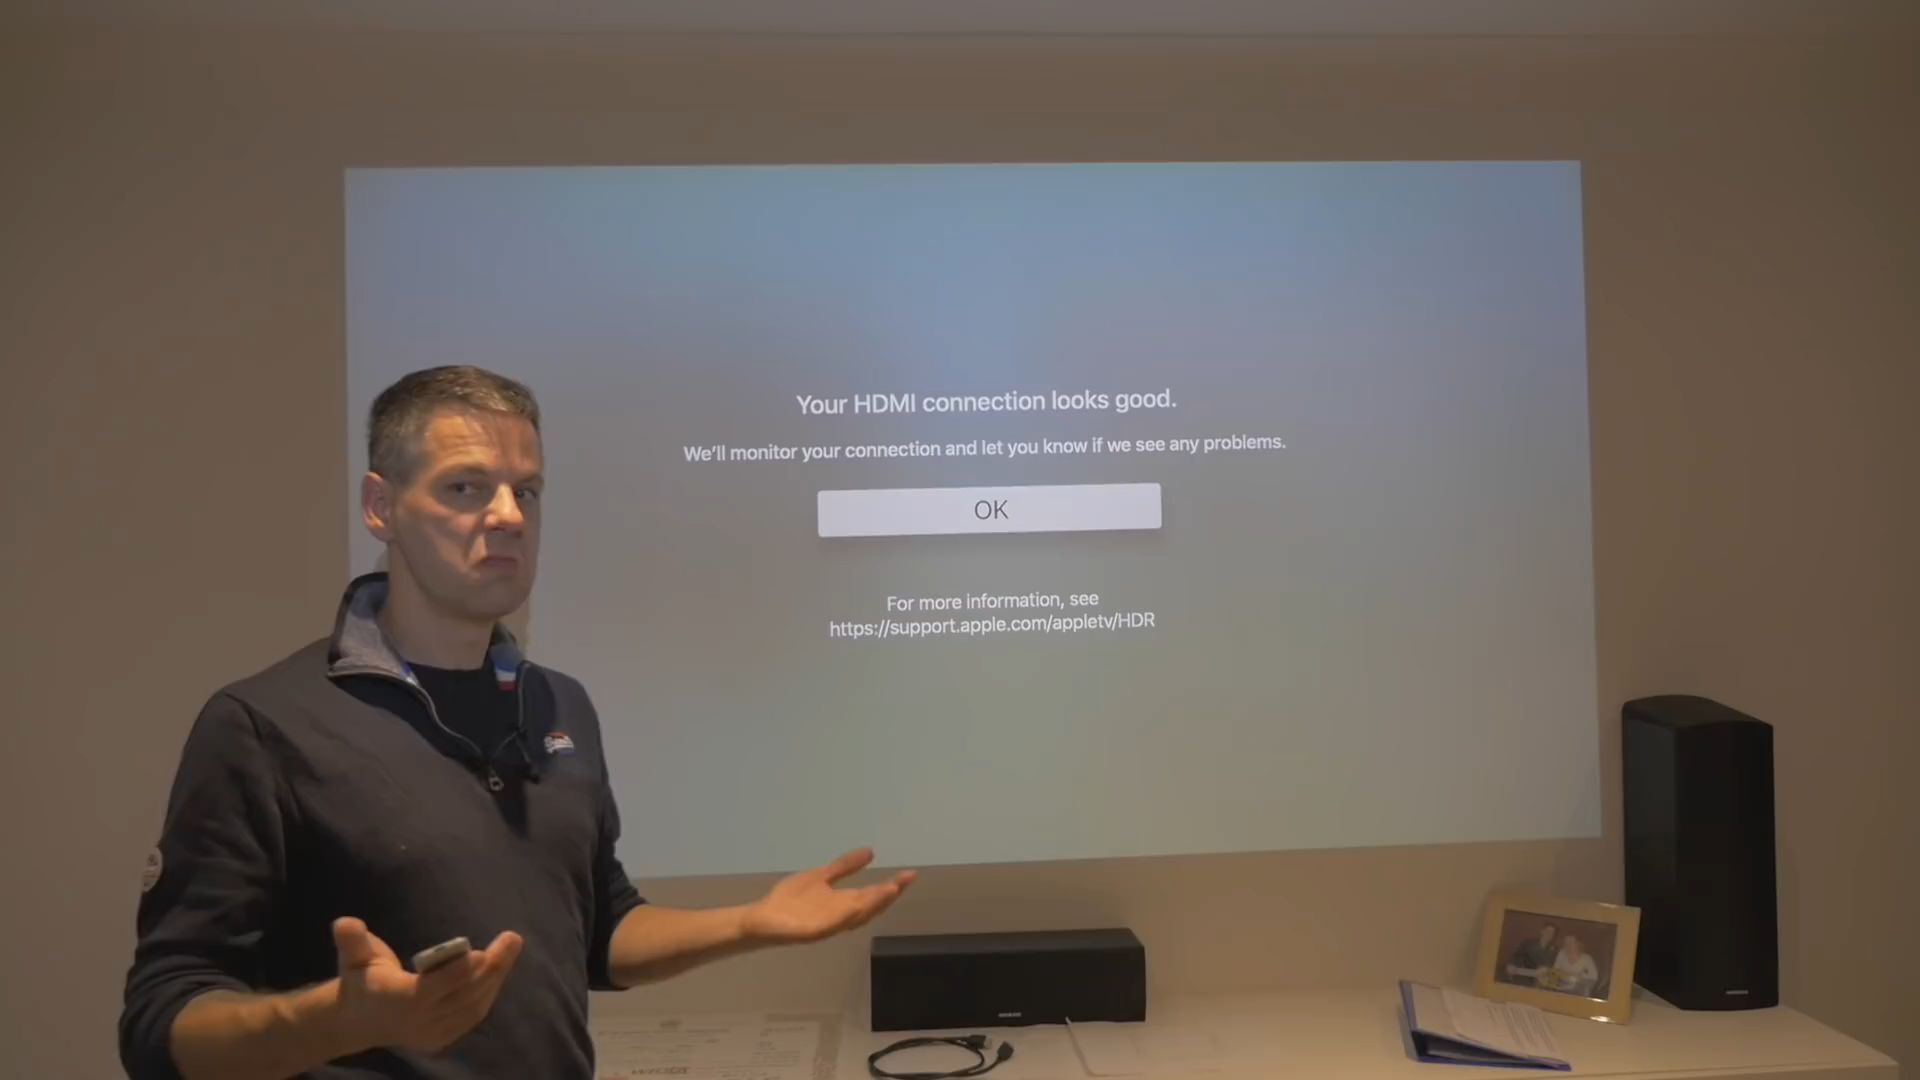 Your HDMI connection looks good.
We'll monitor your connection and let you know if we see any problems.
OK
For more information, see
https://support.apple.com/appletv/HDR